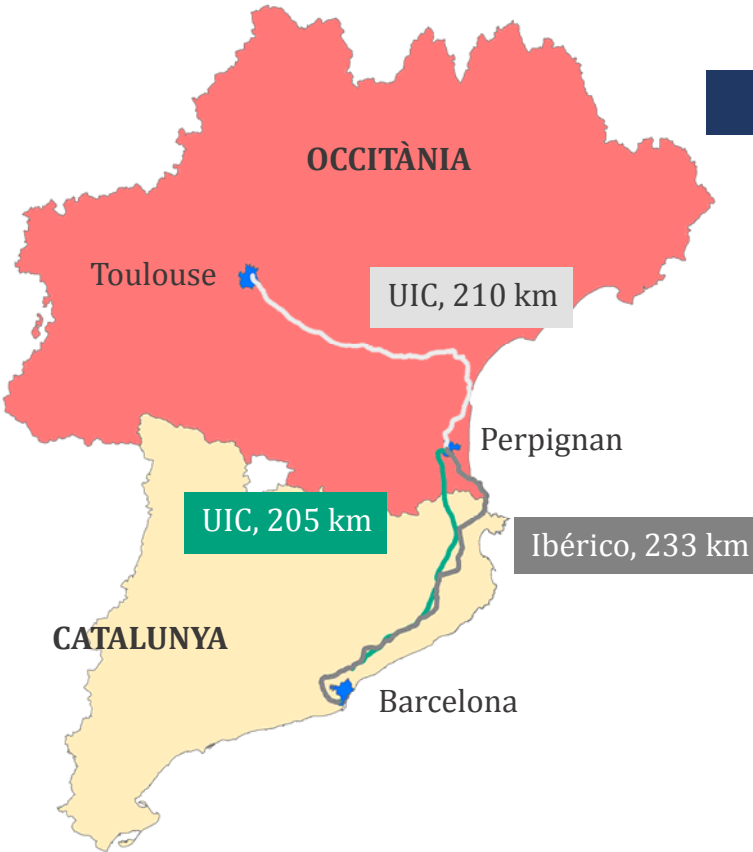 OCCITÀNIA
Toulouse
UIC, 210 km
Perpignan
UIC, 205 km
Ibérico, 233 km
CATALUNYA
Barcelona